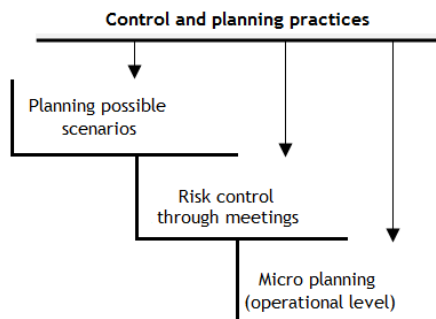 Control and planning practices
Planning possible
scenarios
Risk control
through meetings
Micro planning
(operational level)